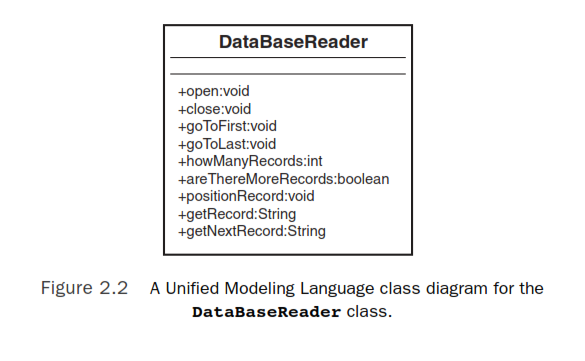 DataBaseReader
+open:void
+close:void
+goToFirst:void
+goToLast:void
+howManyRecords:int
+areThereMoreRecords:boolean
+positionRecord:void
+getRecord:String
+getNextRecord:String
Figure 2.2 A Unified Modeling Language class diagram for the
DataBaseReader class.